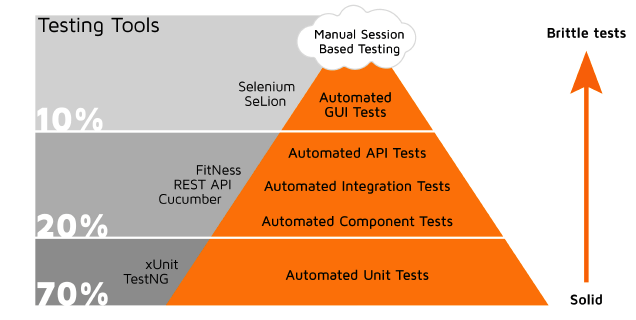 Testing Tools
Manual Session
Based Testing
Brittle tests
Selenium
SeLion
Automated
GUI Tests
10%
Automated API Tests
FitNess
REST API
Cucumber
Automated Integration Tests
Automated Component Tests
20%
xUnit
TestNG
Automated Unit Tests
70%
Solid